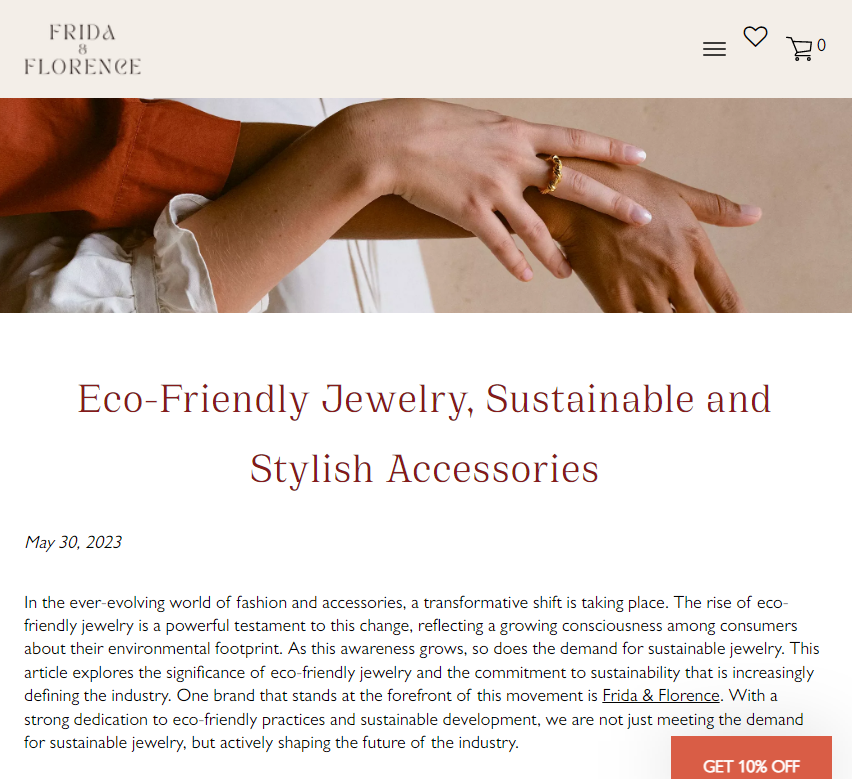 FRIDA
&
FLORENCE
0
Eco-Friendly Jewelry, Sustainable and
Stylish Accessories
May 30, 2023
In the ever-evolving world of fashion and accessories, a transformative shift is taking place. The rise of eco-
friendly jewelry is a powerful testament to this change, reflecting a growing consciousness among consumers
about their environmental footprint. As this awareness grows, so does the demand for sustainable jewelry. This
article explores the significance of eco-friendly jewelry and the commitment to sustainability that is increasingly
defining the industry. One brand that stands at the forefront of this movement is Frida & Florence. With a
strong dedication to eco-friendly practices and sustainable development, we are not just meeting the demand
for sustainable jewelry, but actively shaping the future of the industry.
GET 10% OFF